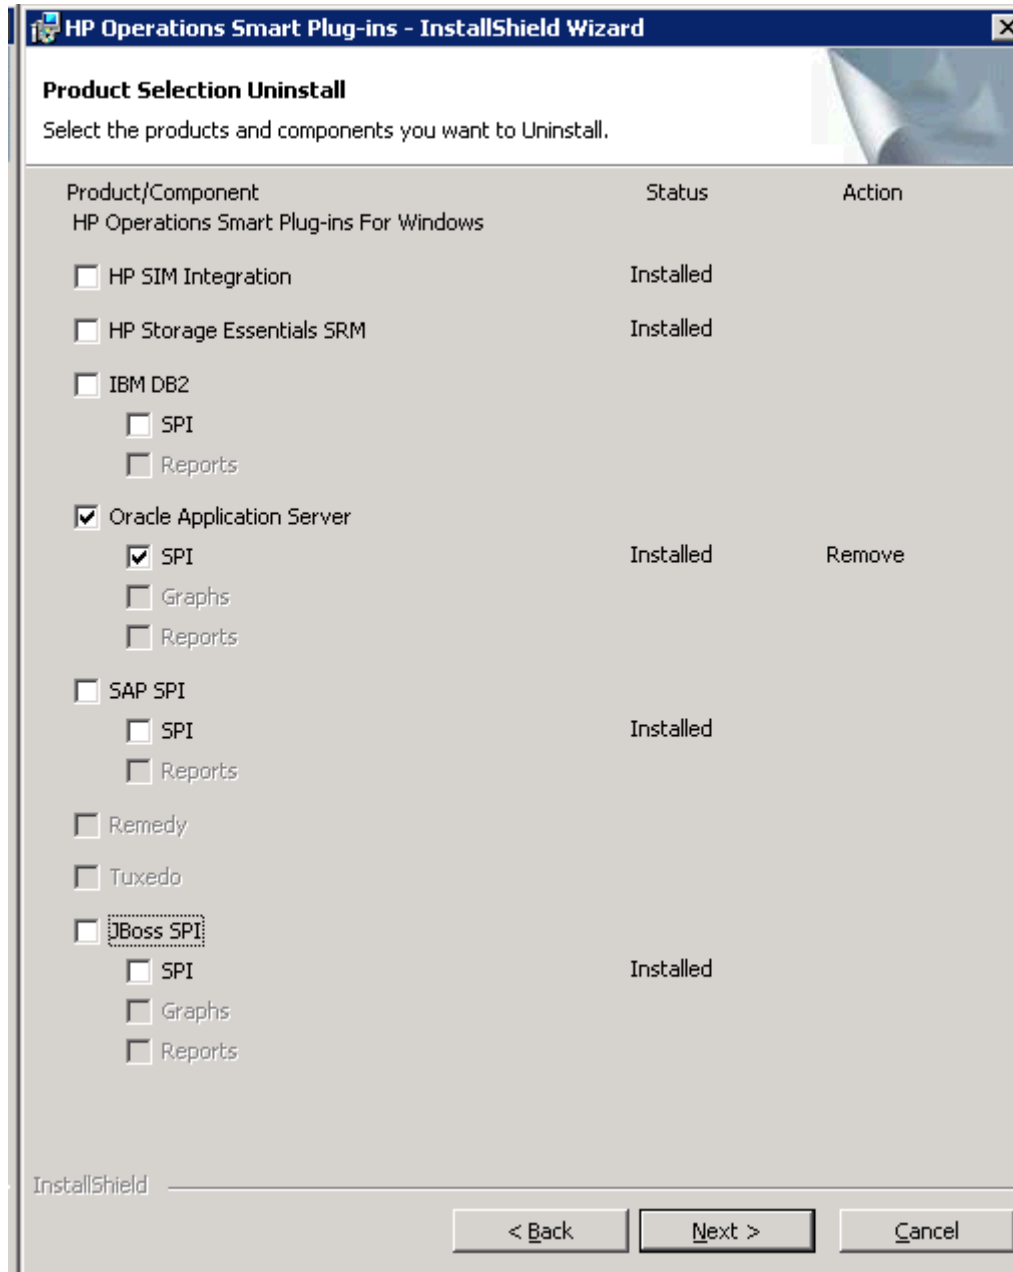 HP Operations Smart Plug-ins - InstallShield Wizard
Product Selection Uninstall
Select the products and components you want to Uninstall.
Product/Component Status Action
HP Operations Smart Plug-ins For Windows
HP SIM Integration Installed
HP Storage Essentials SRM Installed
IBM DB2
SPI
Reports
Oracle Application Server
SPI Installed Remove
Graphs
Reports
SAP SPI
SPI Installed
Reports
Remedy
Tuxedo
JBoss SPI
SPI Installed
Graphs
Reports
InstallShield
< Back Next > Cancel